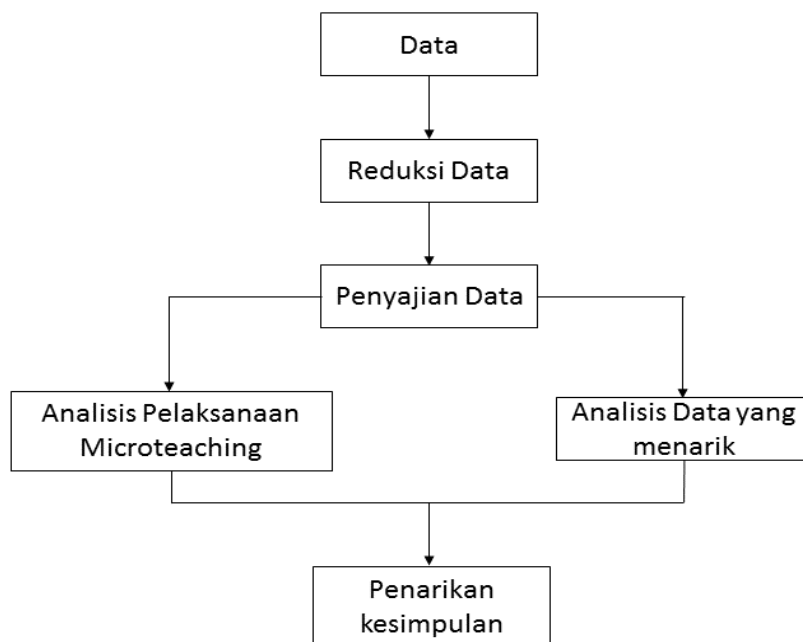 Data
Reduksi Data
Penyajian Data
Analisis Pelaksanaan
Microteaching
Analisis Data yang
menarik
Penarikan
kesimpulan